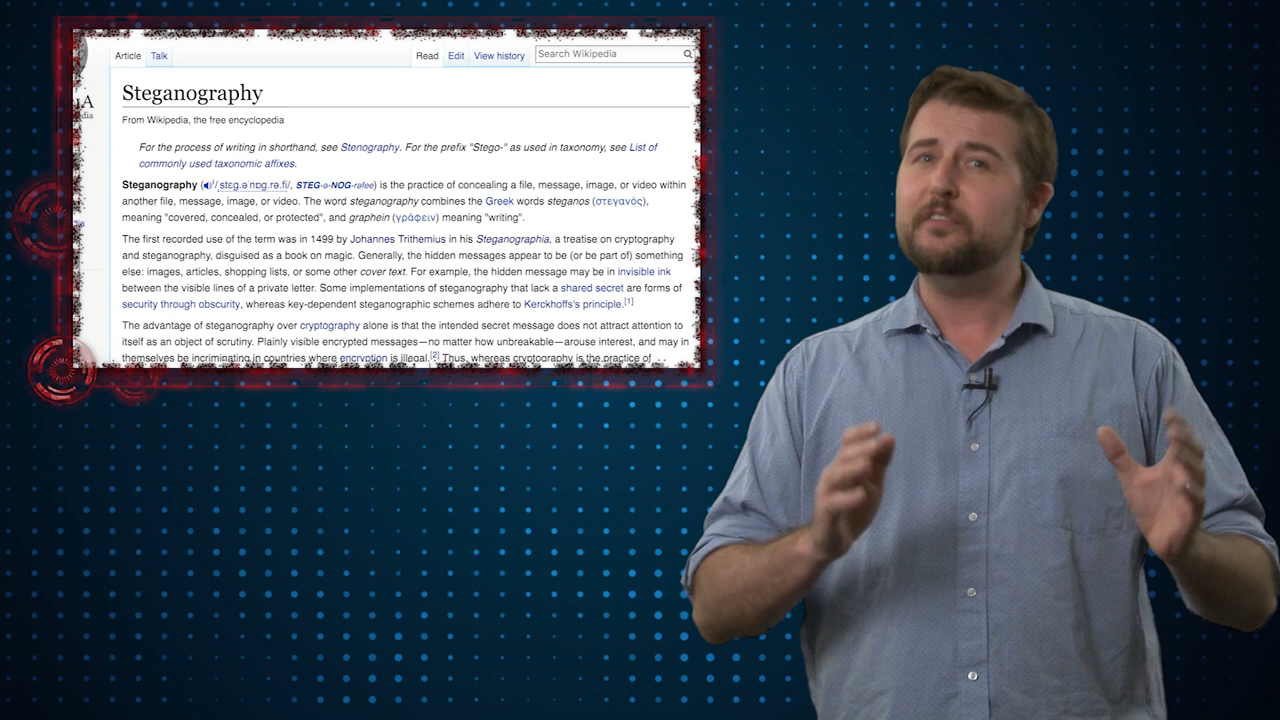 Article Talk Read Edit View history Search Wikipedia
Steganography
From Wikipedia, the free encyclopedia
For the process of writing in shorthand, see Stenography. For the prefix "Stego-" as used in taxonomy, see List of
commonly used taxonomic affixes.
Steganography (/ˌstɛɡ.əˈnɒɡ.rə.fi/, STEG-ə-NOG-rəfee) is the practice of concealing a file, message, image, or video within
another file, message, image, or video. The word steganography combines the Greek words steganos (στεγανός),
meaning "covered, concealed, or protected", and graphein (γράφειν) meaning "writing".
The first recorded use of the term was in 1499 by Johannes Trithemius in his Steganographia, a treatise on cryptography
and steganography, disguised as a book on magic. Generally, the hidden messages appear to be (or be part of) something
else: images, articles, shopping lists, or some other cover text. For example, the hidden message may be in invisible ink
between the visible lines of a private letter. Some implementations of steganography that lack a shared secret are forms of
security through obscurity, whereas key-dependent steganographic schemes adhere to Kerckhoffs's principle.[1]
The advantage of steganography over cryptography alone is that the intended secret message does not attract attention to
itself as an object of scrutiny. Plainly visible encrypted messages—no matter how unbreakable—arouse interest, and may in
themselves be incriminating in countries where encryption is illegal.[2] Thus, whereas cryptography is the practice of